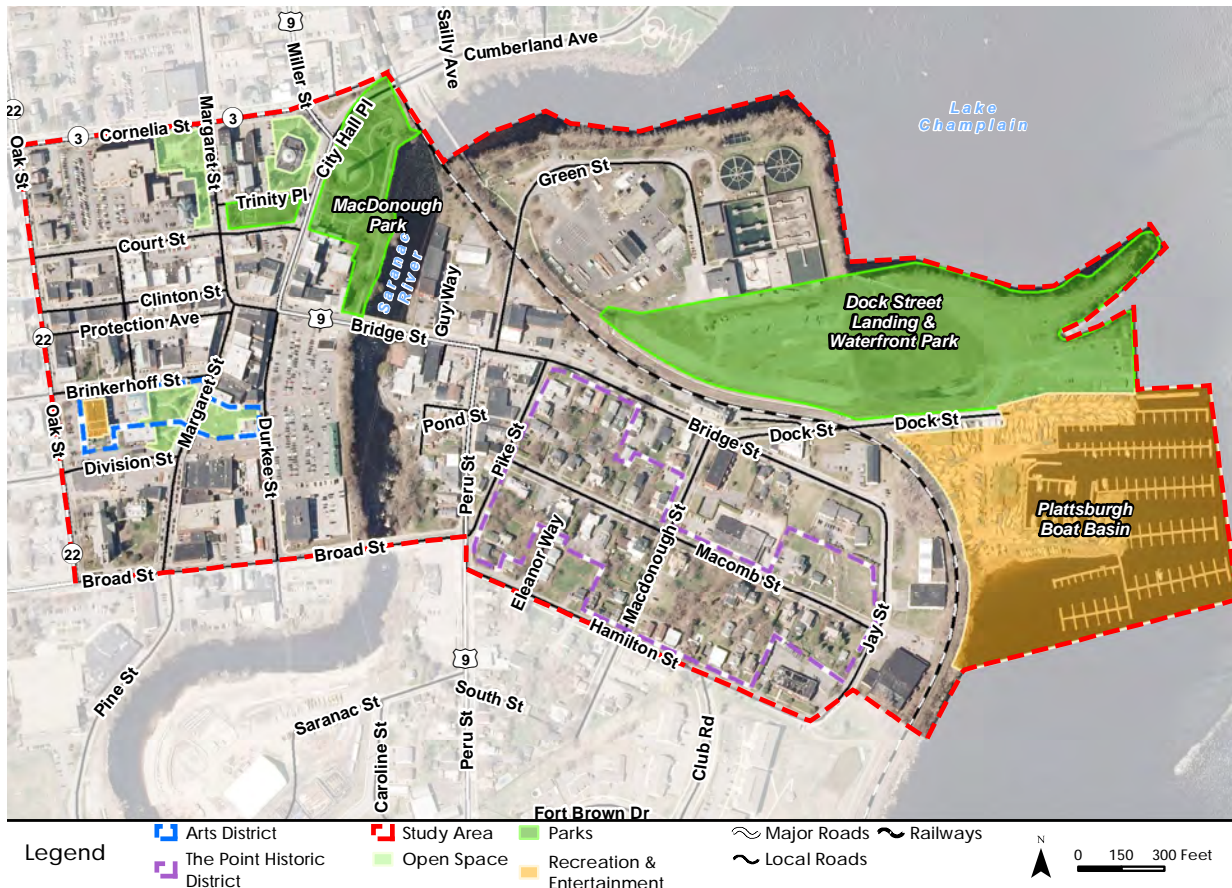 9
Miller St
Sailly Ave
Cumberland Ave
22
3
Cornelia St
3
Margaret St
City Hall Pl
Oak St
Lake
Champlain
Green St
Trinity Pl
MacDonough
Park
Court St
Saranac
River
Guy Way
Clinton St
Protection Ave
9
Bridge St
Dock Street
Landing &
Waterfront Park
22
Brinkerhoff St
Margaret St
Oak St
Durkee St
Pond St
Pike St
Bridge St
Dock St
Dock St
Division St
Peru St
Plattsburgh
Boat Basin
22
Broad St
Broad St
Eleanor Way
Macdonough St
Macomb St
Hamilton St
Jay St
Pine St
9
South St
Saranac St
Caroline St
Peru St
Club Rd
Fort Brown Dr
Legend
Arts District
The Point Historic
District
Study Area
Open Space
Parks
Recreation &
Entertainment
Major Roads
Local Roads
Railways
N
0 150 300 Feet